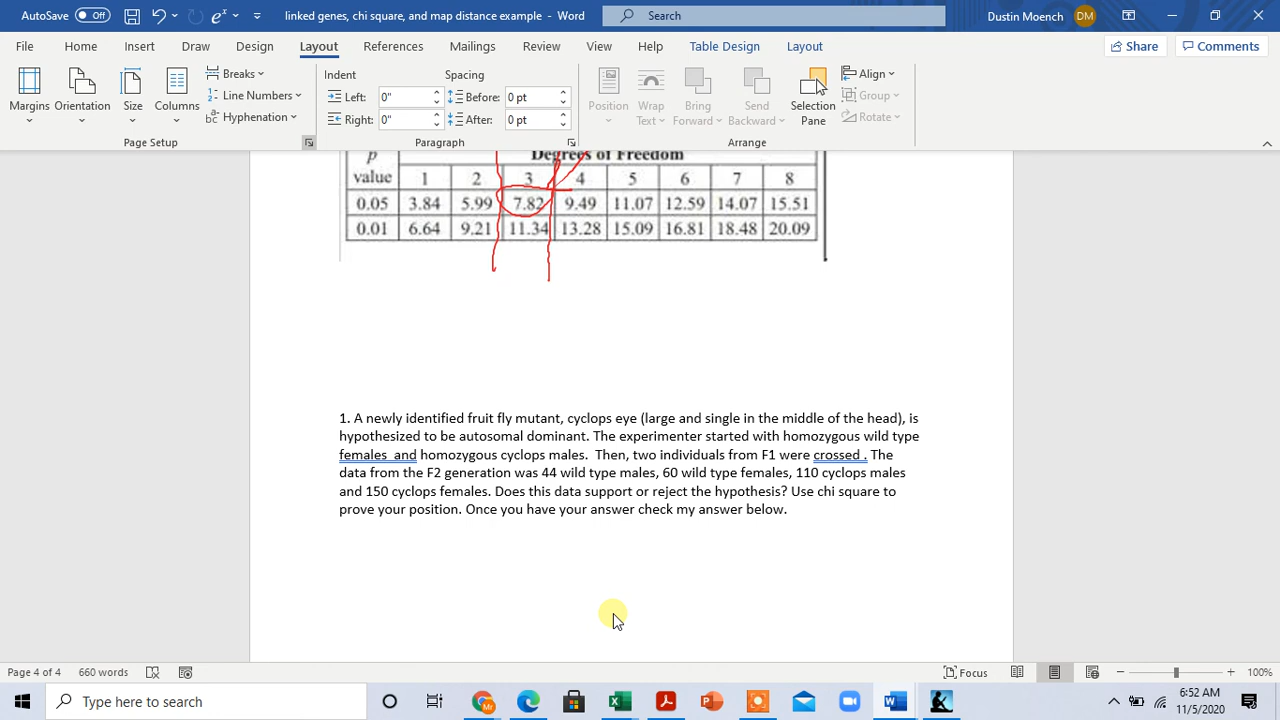 AutoSave Off linked genes, chi square, and map distance example - Word Search Dustin Moench DM
File Home Insert Draw Design Layout References Mailings Review View Help Table Design Layout Share Comments
Margins Orientation Size Columns
Breaks
Line Numbers
Hyphenation
Page Setup
Indent
Left: 0"
Right: 0"
Spacing
Before: 0 pt
After: 0 pt
Paragraph
Position Wrap Text Bring Forward Send Backward Selection Pane
Align
Group
Rotate
Arrange
p value Degrees of Freedom
1 2 3 4 5 6 7 8
0.05 3.84 5.99 7.82 9.49 11.07 12.59 14.07 15.51
0.01 6.64 9.21 11.34 13.28 15.09 16.81 18.48 20.09
1. A newly identified fruit fly mutant, cyclops eye (large and single in the middle of the head), is
hypothesized to be autosomal dominant. The experimenter started with homozygous wild type
females and homozygous cyclops males. Then, two individuals from F1 were crossed . The
data from the F2 generation was 44 wild type males, 60 wild type females, 110 cyclops males
and 150 cyclops females. Does this data support or reject the hypothesis? Use chi square to
prove your position. Once you have your answer check my answer below.
Page 4 of 4 660 words Focus 100%
Type here to search 6:52 AM
11/5/2020